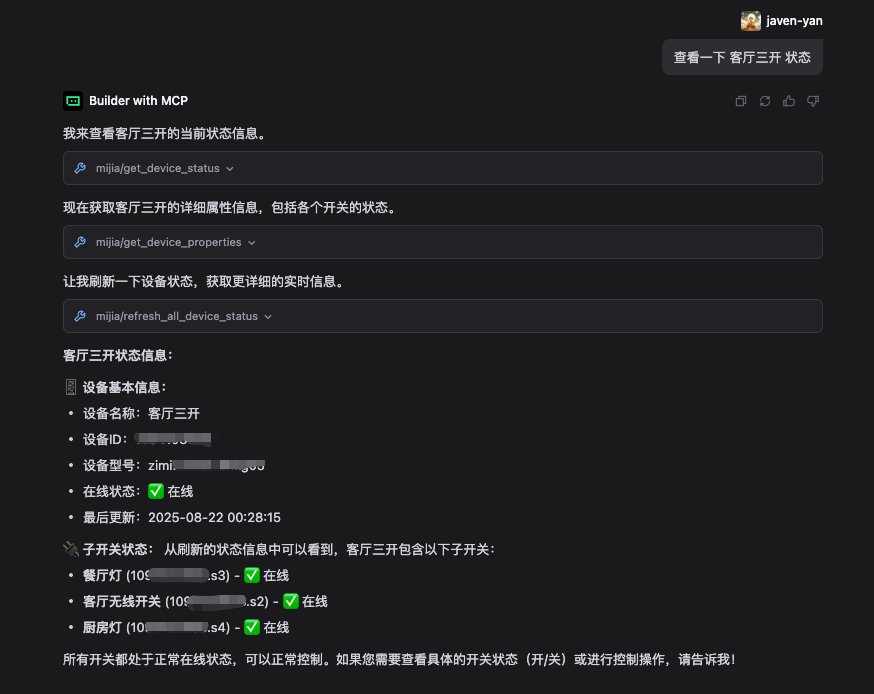 javen-yan
查看一下 客厅三开 状态
Builder with MCP
我来查看客厅三开的当前状态信息。
mijia/get_device_status
现在获取客厅三开的详细属性信息，包括各个开关的状态。
mijia/get_device_properties
让我刷新一下设备状态，获取更详细的实时信息。
mijia/refresh_all_device_status
客厅三开状态信息：
设备基本信息：
• 设备名称：客厅三开
• 设备ID：
• 设备型号：zimi
• 在线状态：✅ 在线
• 最后更新：2025-08-22 00:28:15
子开关状态： 从刷新的状态信息中可以看到，客厅三开包含以下子开关：
• 餐厅灯 (109 .s3) - ✅ 在线
• 客厅无线开关 (109 .s2) - ✅ 在线
• 厨房灯 (10 .s4) - ✅ 在线
所有开关都处于正常在线状态，可以正常控制。如果您需要查看具体的开关状态（开/关）或进行控制操作，请告诉我！